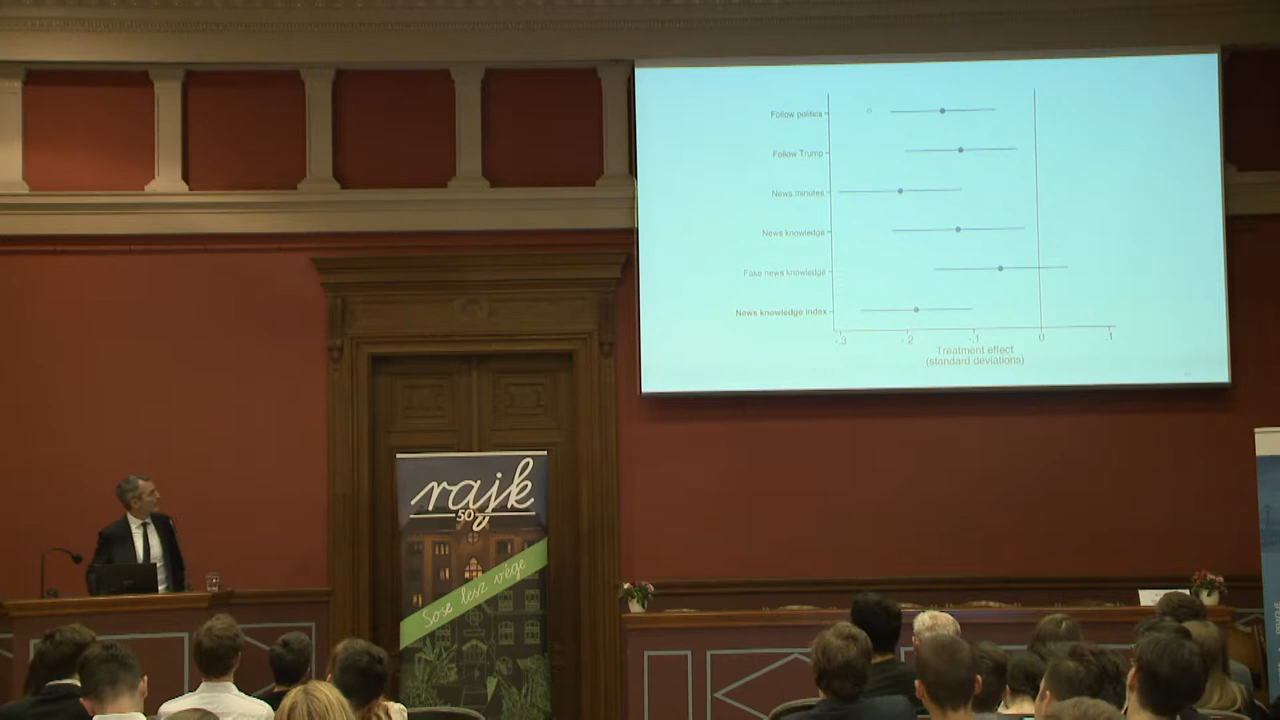 Follow politics
Follow Trump
News minutes
News knowledge
Fake news knowledge
News knowledge index
-.3
-.2
-.1
0
.1
Treatment effect
(standard deviations)
rajk
50
Sose lesz vége